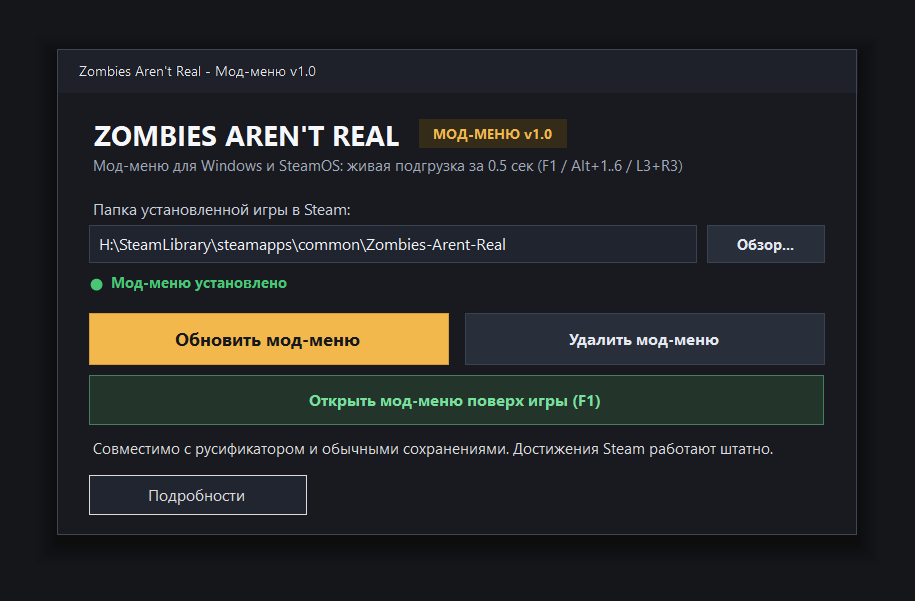 Zombies Aren't Real - Мод-меню v1.0
ZOMBIES AREN'T REAL МОД-МЕНЮ v1.0
Мод-меню для Windows и SteamOS: живая подгрузка за 0.5 сек (F1 / Alt+1..6 / L3+R3)
Папка установленной игры в Steam:
H:\SteamLibrary\steamapps\common\Zombies-Arent-Real Обзор...
Мод-меню установлено
Обновить мод-меню Удалить мод-меню
Открыть мод-меню поверх игры (F1)
Совместимо с русификатором и обычными сохранениями. Достижения Steam работают штатно.
Подробности